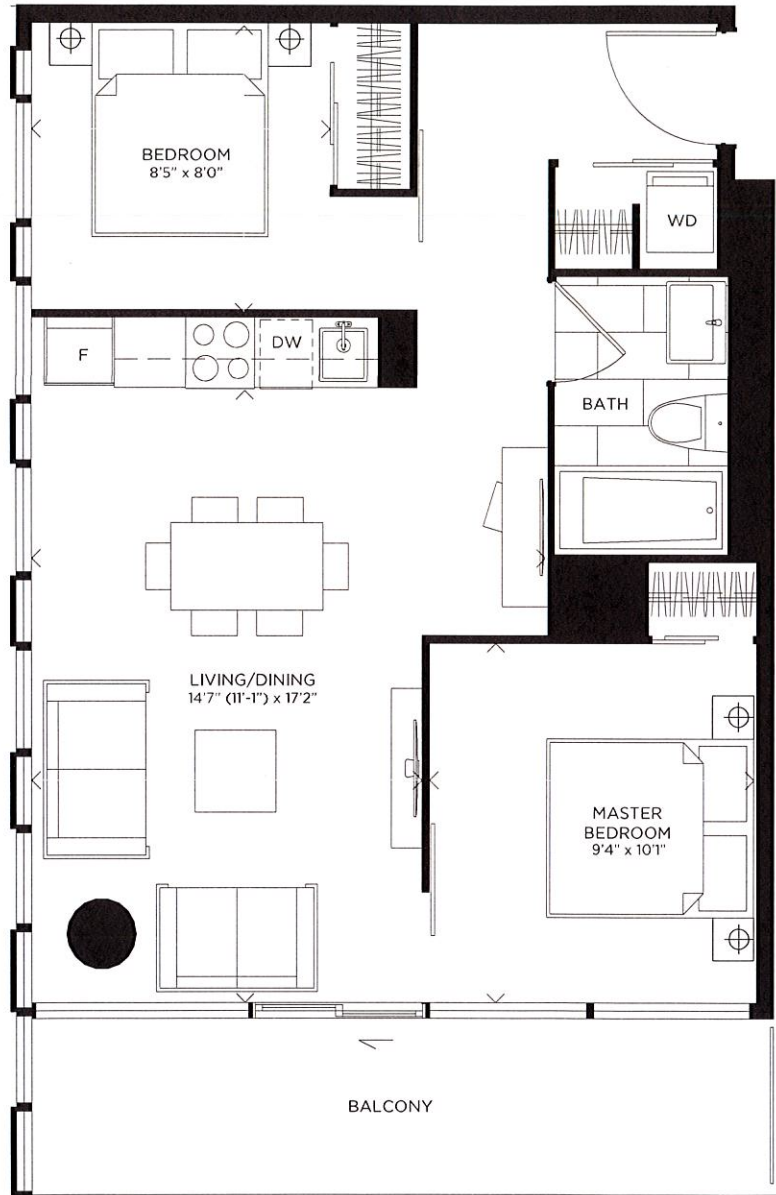 BEDROOM
8'5" x 8'0"
WD
F
DW
BATH
LIVING/DINING
14'7" (11'-1") x 17'2"
MASTER
BEDROOM
9'4" x 10'1"
BALCONY